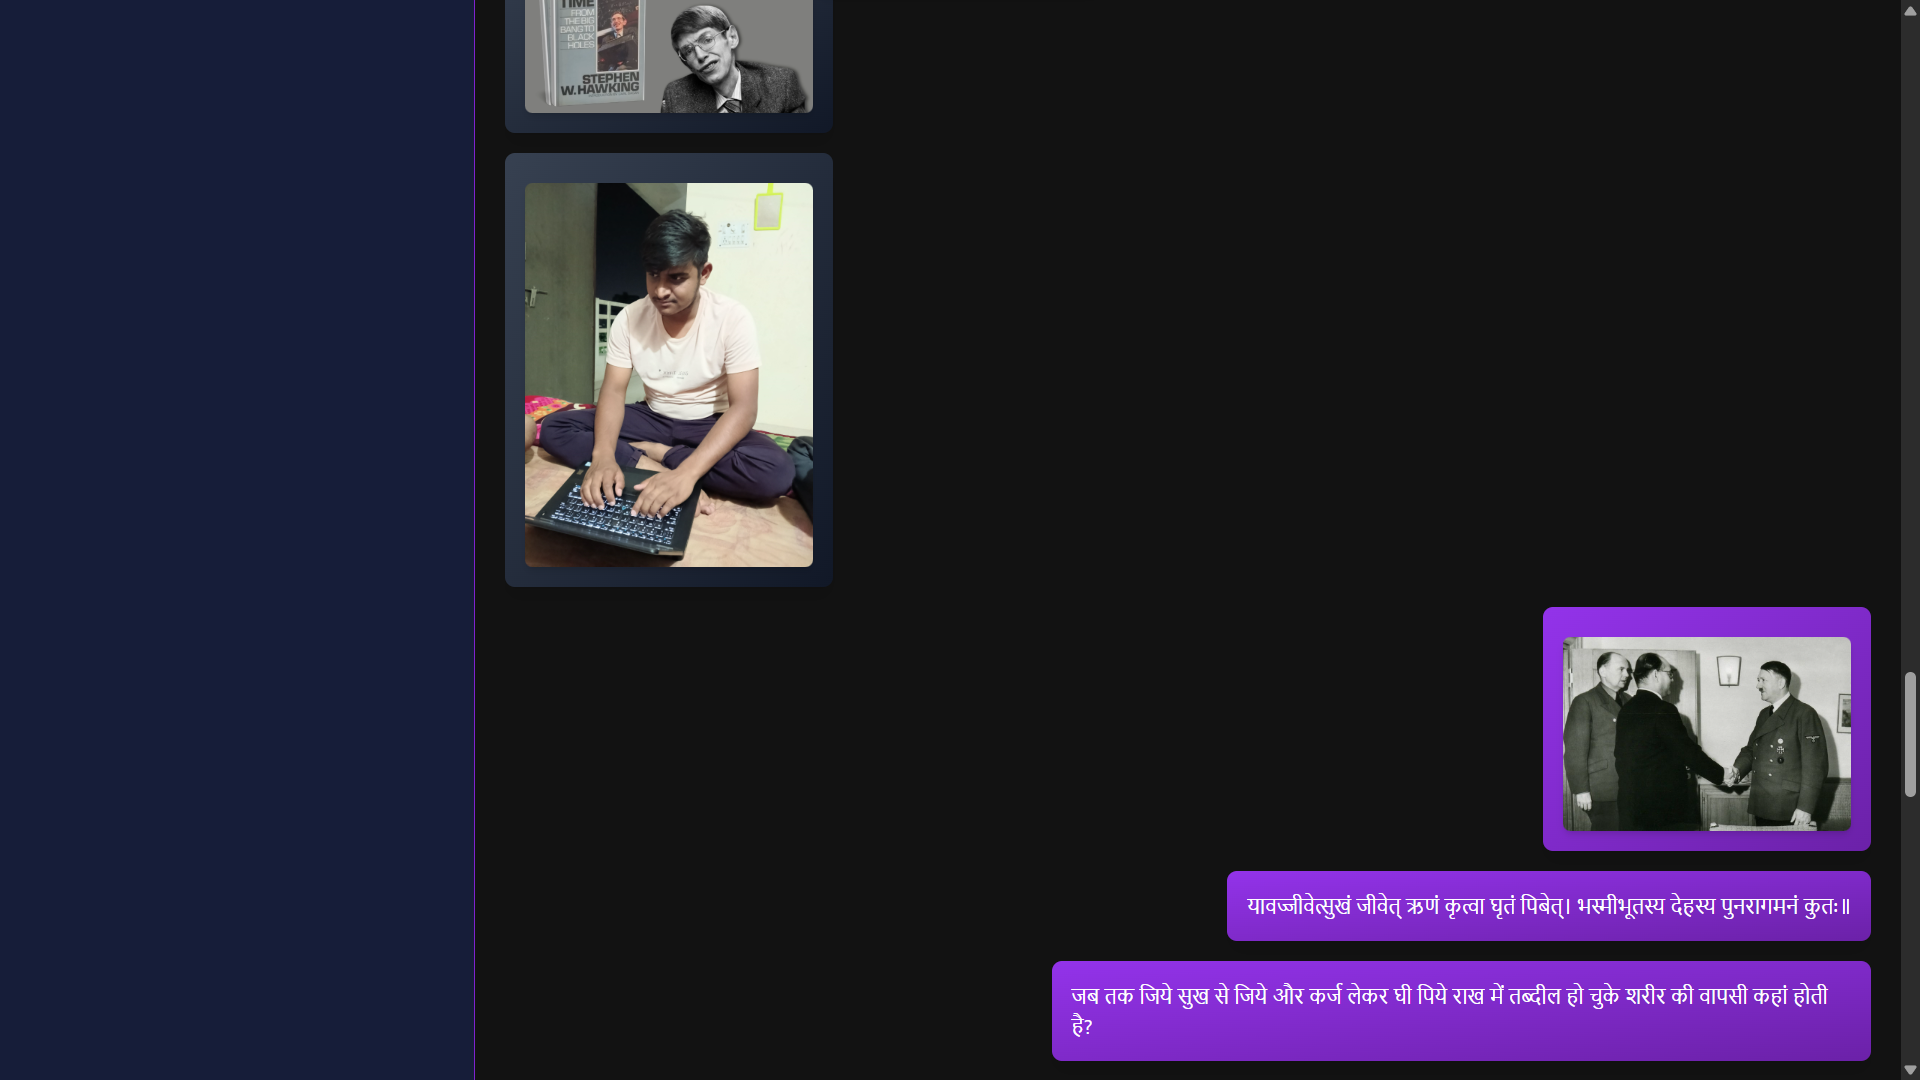 TIME
FROM
THE BIG
BANG TO
BLACK
HOLES
STEPHEN
W. HAWKING
यावज्जीवेत्सुखं जीवेत् ऋणं कृत्वा घृतं पिबेत्। भस्मीभूतस्य देहस्य पुनरागमनं कुतः॥
जब तक जिये सुख से जिये और कर्ज लेकर घी पिये राख में तब्दील हो चुके शरीर की वापसी कहां होती
है?